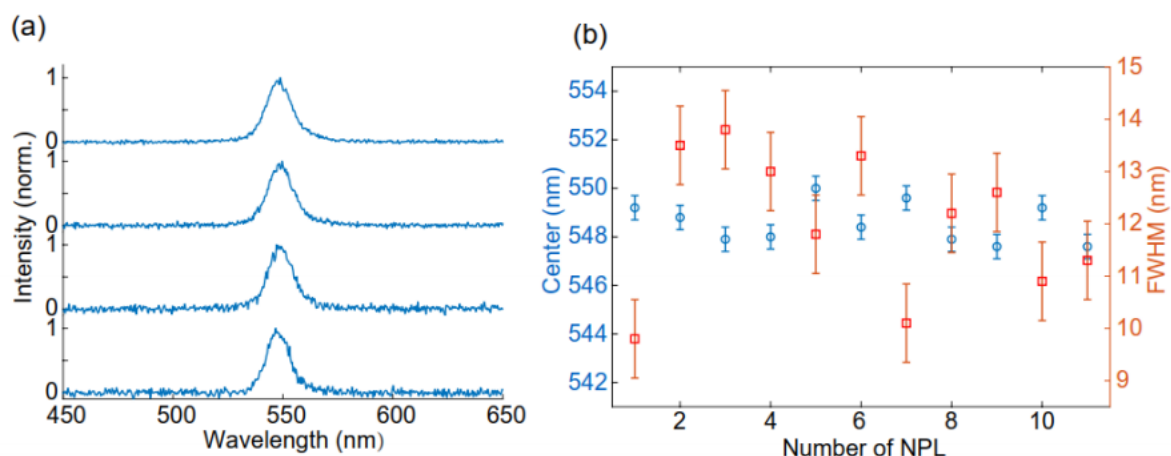 (a)
Intensity (norm.)
1
0
1
0
1
0
1
0
450 500 550 600 650
Wavelength (nm)
(b)
Center (nm)
554
552
550
548
546
544
542
2 4 6 8 10
Number of NPL
15
14
13
12
11
10
9
FWHM (nm)